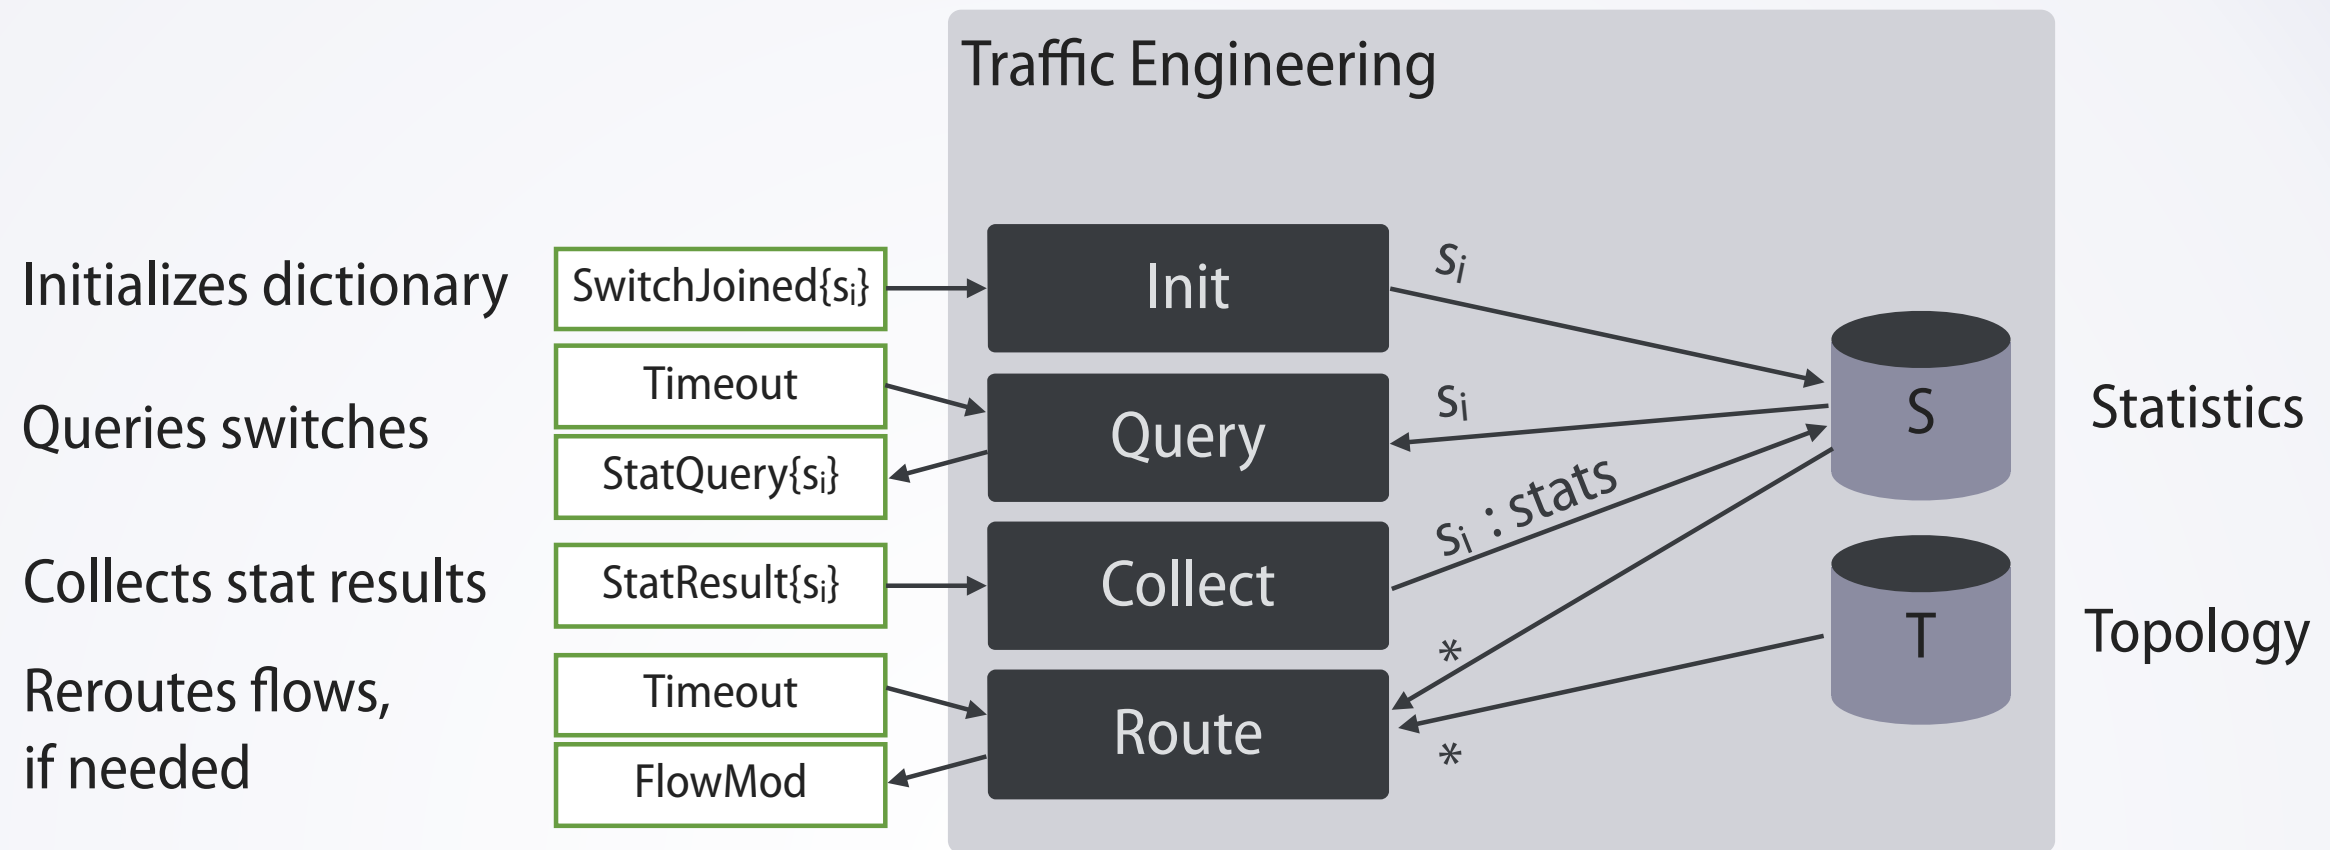 Traffic Engineering
Initializes dictionary
SwitchJoined{si}
Init
si
Queries switches
Timeout
StatQuery{si}
Query
si
S
Statistics
Collects stat results
StatResult{si}
Collect
si : stats
T
Topology
Reroutes flows,
if needed
Timeout
FlowMod
Route
*
*